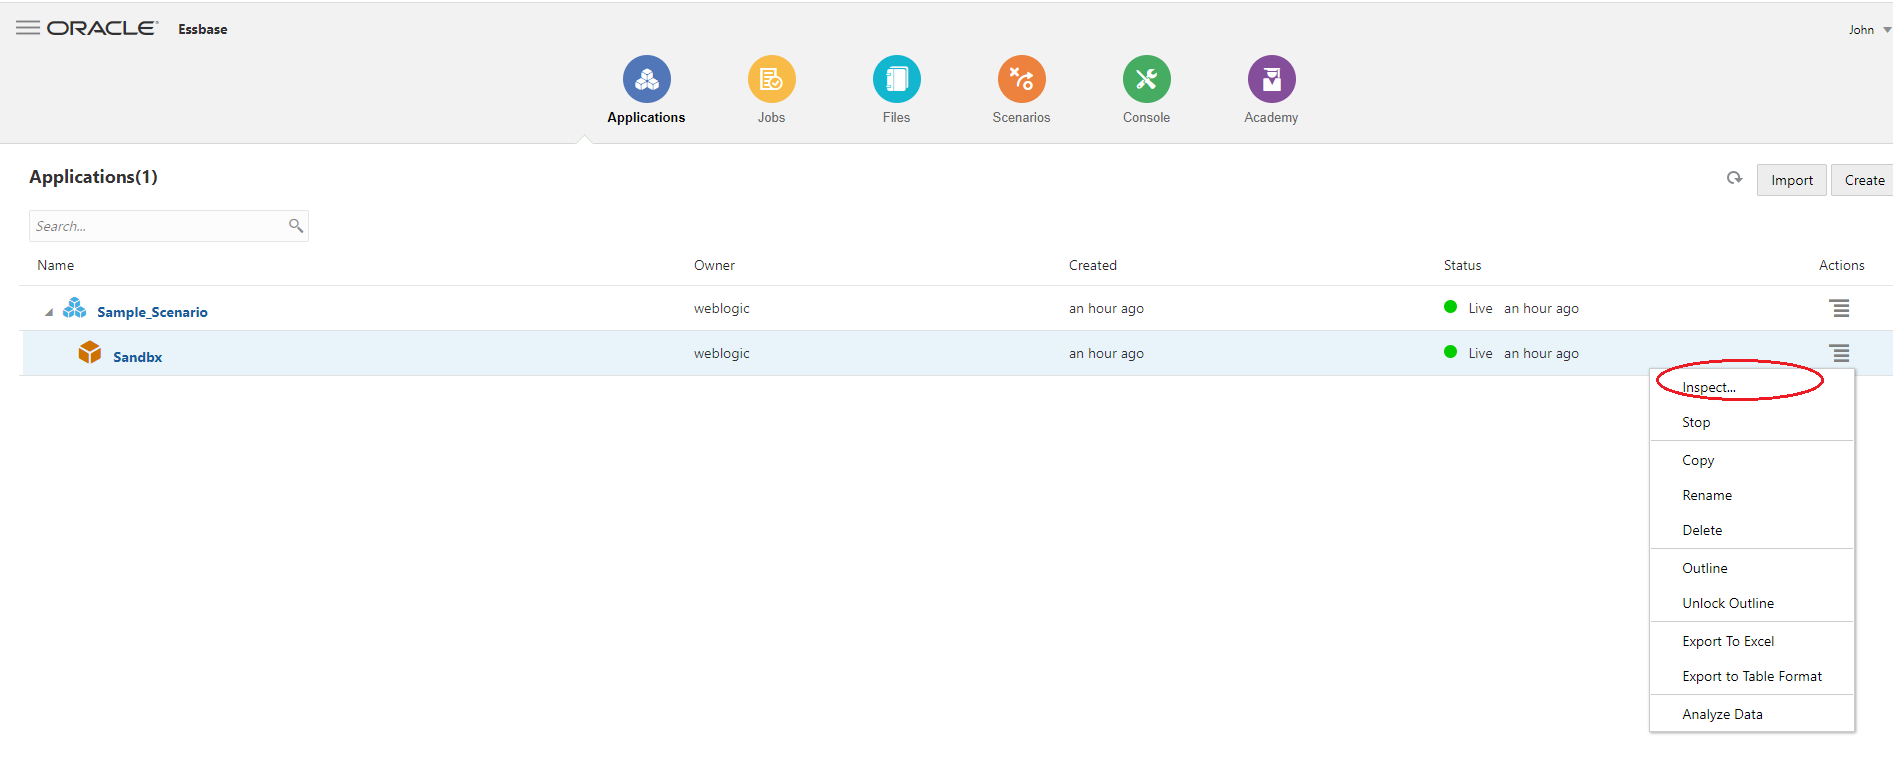 ORACLE® Essbase
John
Applications Jobs Files Scenarios Console Academy
Applications(1)
Import Create
Search...
Name Owner Created Status Actions
Sample_Scenario weblogic an hour ago Live an hour ago
Sandbx weblogic an hour ago Live an hour ago
Inspect...
Stop
Copy
Rename
Delete
Outline
Unlock Outline
Export To Excel
Export to Table Format
Analyze Data